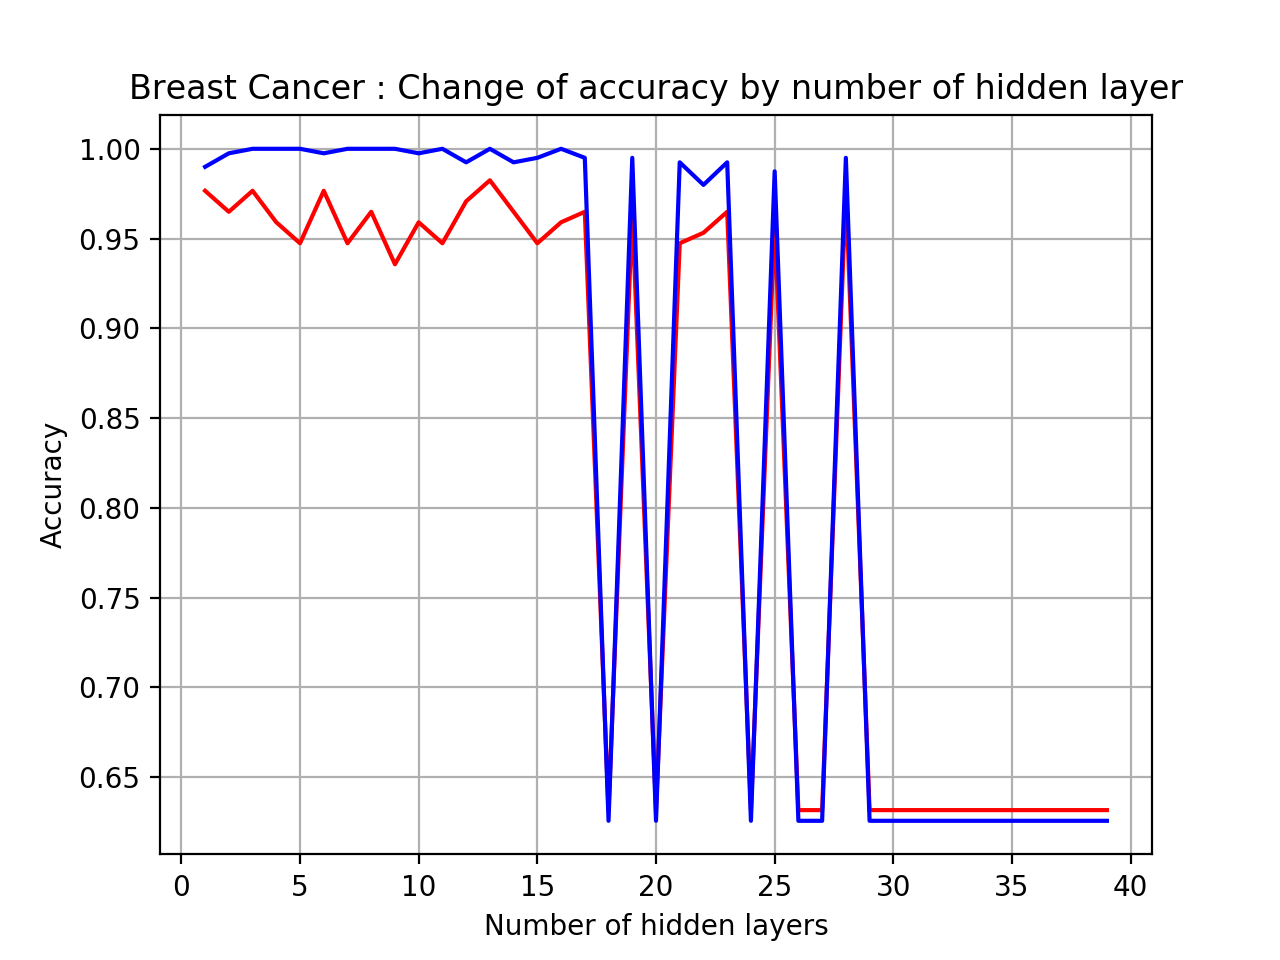 Breast Cancer : Change of accuracy by number of hidden layer
1.00
0.95
0.90
0.85
0.80
0.75
0.70
0.65
Accuracy
0 5 10 15 20 25 30 35 40
Number of hidden layers